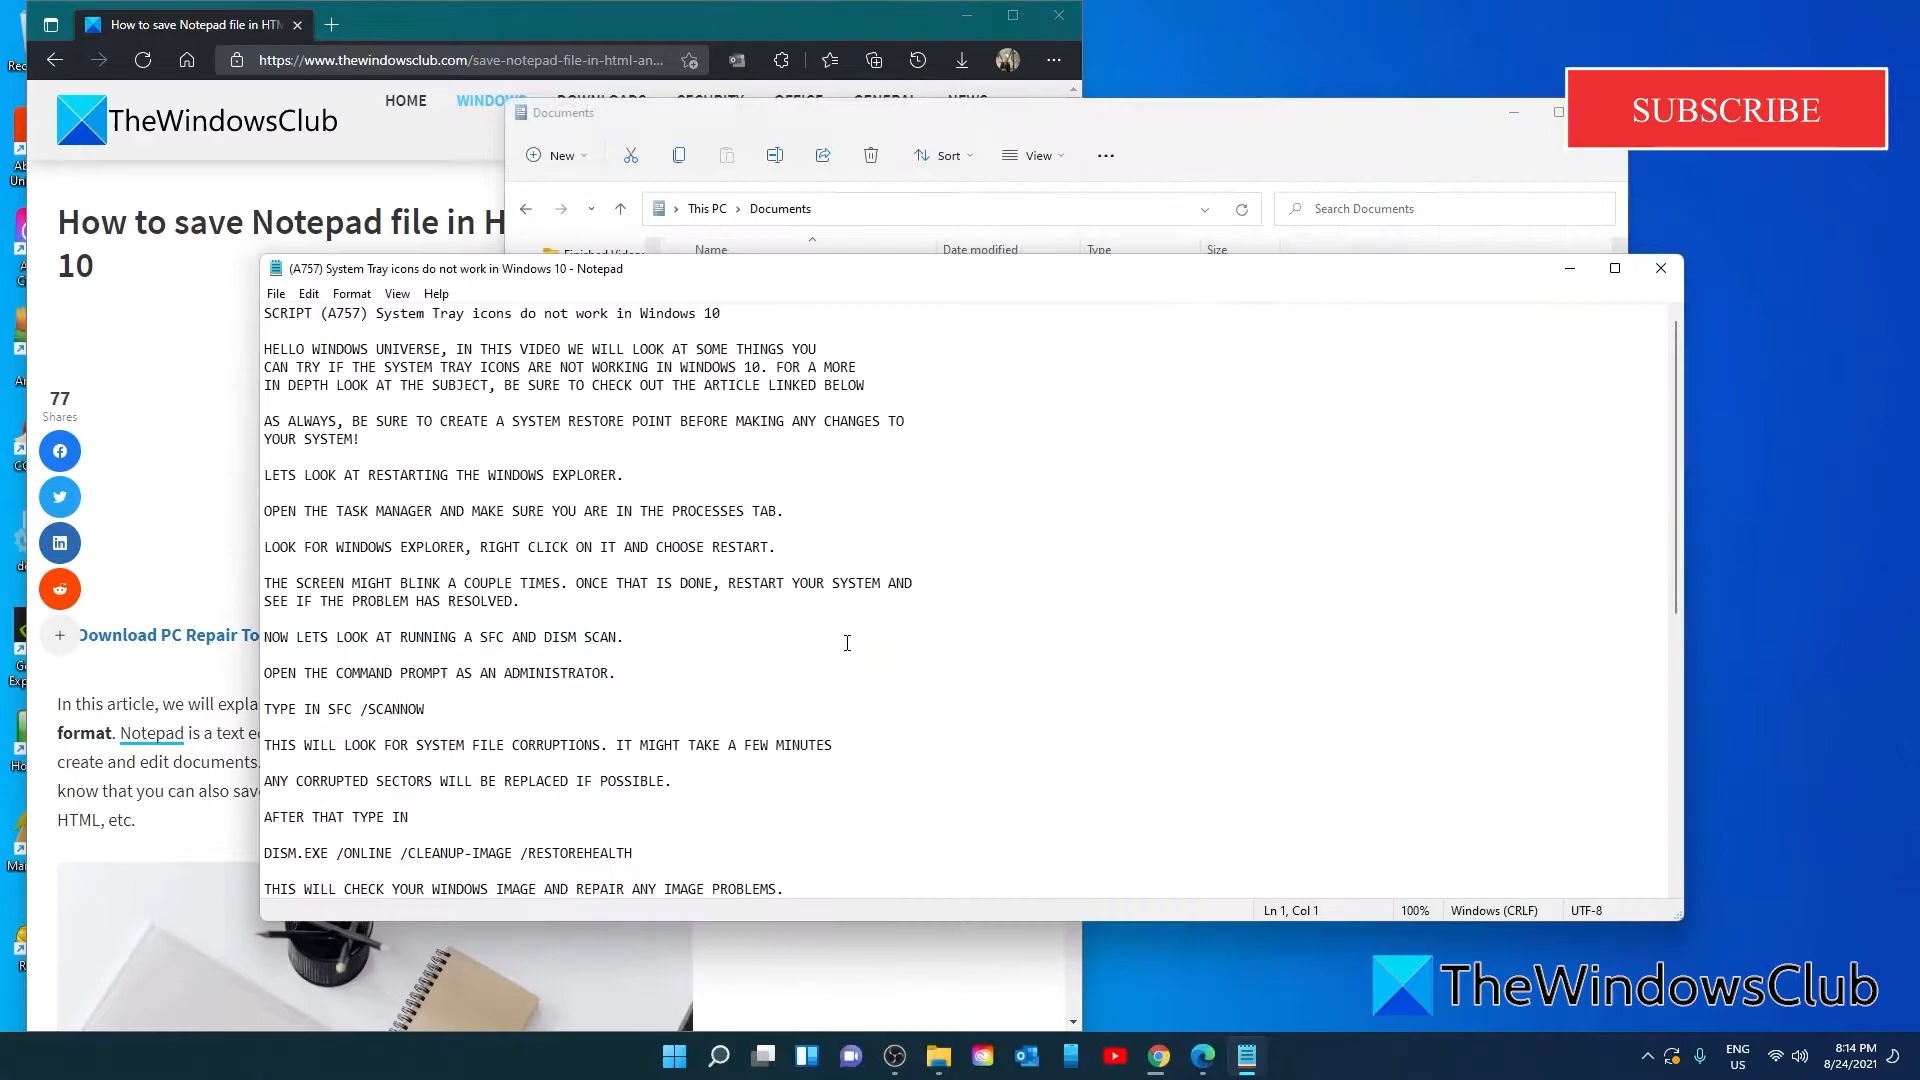 How to save Notepad file in HTM
https://www.thewindowsclub.com/save-notepad-file-in-html-an...
TheWindowsClub
HOME
WINDOWS
DOWNLOADS
SECURITY
OFFICE
GENERAL
NEWS
How to save Notepad file in H
10
77
Shares
Download PC Repair To
In this article, we will expla
format. Notepad is a text e
create and edit documents.
know that you can also sav
HTML, etc.
Documents
New
Sort
View
This PC > Documents
Search Documents
Name
Date modified
Type
Size
SUBSCRIBE
(A757) System Tray icons do not work in Windows 10 - Notepad
File Edit Format View Help
SCRIPT (A757) System Tray icons do not work in Windows 10
HELLO WINDOWS UNIVERSE, IN THIS VIDEO WE WILL LOOK AT SOME THINGS YOU
CAN TRY IF THE SYSTEM TRAY ICONS ARE NOT WORKING IN WINDOWS 10. FOR A MORE
IN DEPTH LOOK AT THE SUBJECT, BE SURE TO CHECK OUT THE ARTICLE LINKED BELOW
AS ALWAYS, BE SURE TO CREATE A SYSTEM RESTORE POINT BEFORE MAKING ANY CHANGES TO
YOUR SYSTEM!
LETS LOOK AT RESTARTING THE WINDOWS EXPLORER.
OPEN THE TASK MANAGER AND MAKE SURE YOU ARE IN THE PROCESSES TAB.
LOOK FOR WINDOWS EXPLORER, RIGHT CLICK ON IT AND CHOOSE RESTART.
THE SCREEN MIGHT BLINK A COUPLE TIMES. ONCE THAT IS DONE, RESTART YOUR SYSTEM AND
SEE IF THE PROBLEM HAS RESOLVED.
NOW LETS LOOK AT RUNNING A SFC AND DISM SCAN.
OPEN THE COMMAND PROMPT AS AN ADMINISTRATOR.
TYPE IN SFC /SCANNOW
THIS WILL LOOK FOR SYSTEM FILE CORRUPTIONS. IT MIGHT TAKE A FEW MINUTES
ANY CORRUPTED SECTORS WILL BE REPLACED IF POSSIBLE.
AFTER THAT TYPE IN
DISM.EXE /ONLINE /CLEANUP-IMAGE /RESTOREHEALTH
THIS WILL CHECK YOUR WINDOWS IMAGE AND REPAIR ANY IMAGE PROBLEMS.
Ln 1, Col 1
100%
Windows (CRLF)
UTF-8
TheWindowsClub
ENG
US
8:14 PM
8/24/2021